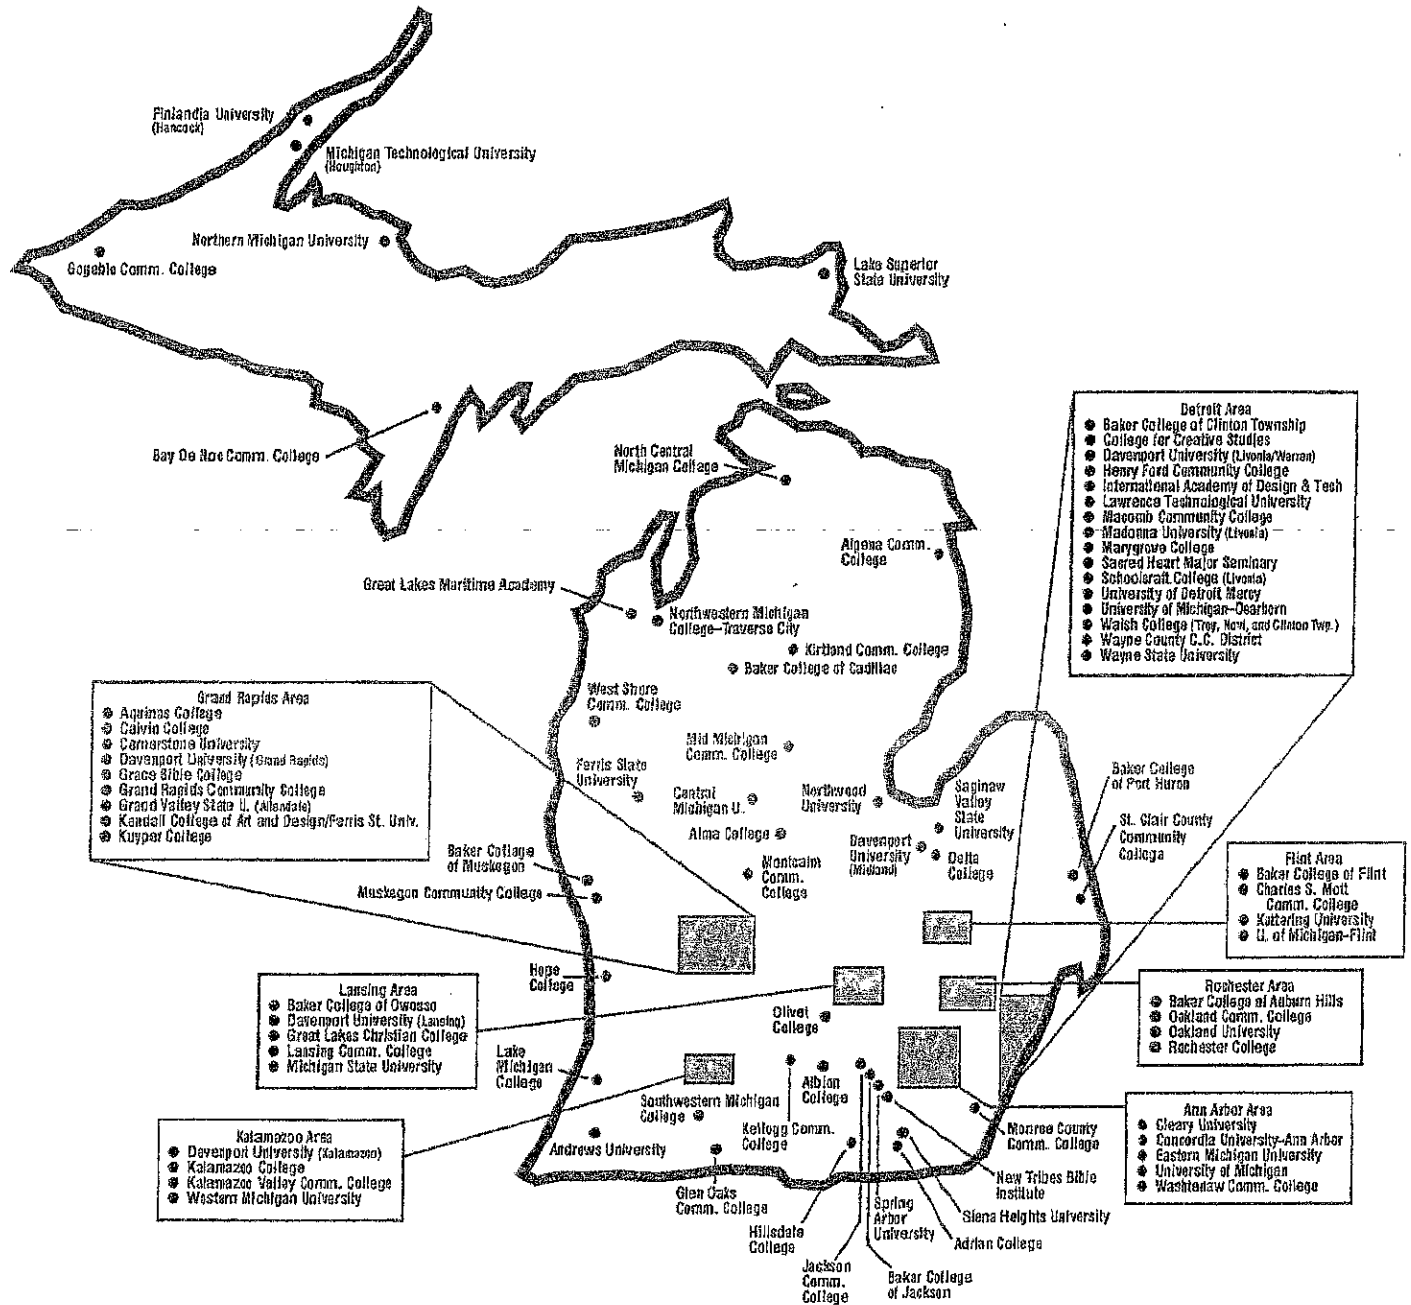 Finlandia University
(Hancock)
Michigan Technological University
(Houghton)
Northern Michigan University
Gogebic Comm. College
Lake Superior
State University
Bay De Noc Comm. College
North Central
Michigan College
Alpena Comm.
College
Great Lakes Maritime Academy
Northwestern Michigan
College–Traverse City
Kirtland Comm. College
Baker College of Cadillac
West Shore
Comm. College
Mid Michigan
Comm. College
Ferris State
University
Central
Michigan U.
Northwood
University
Saginaw
Valley
State
University
Alma College
Davenport
University
(Midland)
Delta
College
Montcalm
Comm.
College
Baker College
of Port Huron
St. Clair County
Community
College
Baker College
of Muskegon
Muskegon Community College
Hope
College
Olivet
College
Lake
Michigan
College
Albion
College
Southwestern Michigan
College
Kellogg Comm.
College
Andrews University
Glen Oaks
Comm. College
Hillsdale
College
Jackson
Comm.
College
Spring
Arbor
University
Baker College
of Jackson
Adrian College
Siena Heights University
New Tribes Bible
Institute
Monroe County
Comm. College
Detroit Area
Baker College of Clinton Township
College for Creative Studies
Davenport University (Livonia/Warren)
Henry Ford Community College
International Academy of Design & Tech
Lawrence Technological University
Macomb Community College
Madonna University (Livonia)
Marygrove College
Sacred Heart Major Seminary
Schoolcraft College (Livonia)
University of Detroit Mercy
University of Michigan–Dearborn
Walsh College (Troy, Novi, and Clinton Twp.)
Wayne County C.C. District
Wayne State University
Grand Rapids Area
Aquinas College
Calvin College
Cornerstone University
Davenport University (Grand Rapids)
Grace Bible College
Grand Rapids Community College
Grand Valley State U. (Allendale)
Kendall College of Art and Design/Ferris St. Univ.
Kuyper College
Flint Area
Baker College of Flint
Charles S. Mott
Comm. College
Kettering University
U. of Michigan–Flint
Lansing Area
Baker College of Owosso
Davenport University (Lansing)
Great Lakes Christian College
Lansing Comm. College
Michigan State University
Rochester Area
Baker College of Auburn Hills
Oakland Comm. College
Oakland University
Rochester College
Kalamazoo Area
Davenport University (Kalamazoo)
Kalamazoo College
Kalamazoo Valley Comm. College
Western Michigan University
Ann Arbor Area
Cleary University
Concordia University–Ann Arbor
Eastern Michigan University
University of Michigan
Washtenaw Comm. College